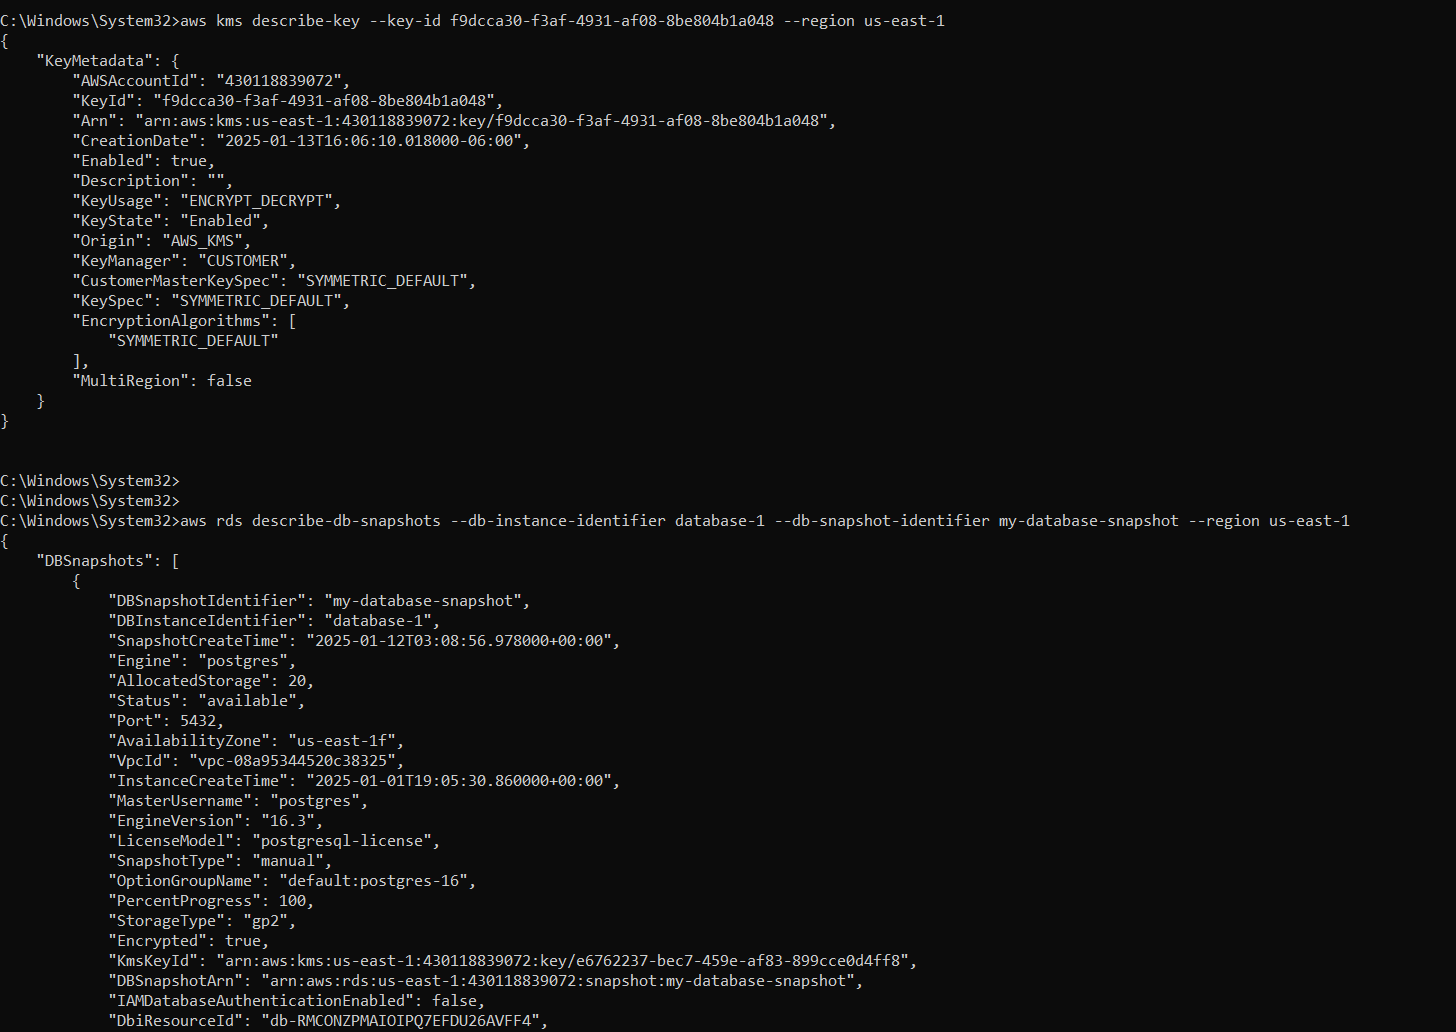 C:\Windows\System32>aws kms describe-key --key-id f9dcca30-f3af-4931-af08-8be804b1a048 --region us-east-1
{
    "KeyMetadata": {
        "AWSAccountId": "430118839072",
        "KeyId": "f9dcca30-f3af-4931-af08-8be804b1a048",
        "Arn": "arn:aws:kms:us-east-1:430118839072:key/f9dcca30-f3af-4931-af08-8be804b1a048",
        "CreationDate": "2025-01-13T16:06:10.018000-06:00",
        "Enabled": true,
        "Description": "",
        "KeyUsage": "ENCRYPT_DECRYPT",
        "KeyState": "Enabled",
        "Origin": "AWS_KMS",
        "KeyManager": "CUSTOMER",
        "CustomerMasterKeySpec": "SYMMETRIC_DEFAULT",
        "KeySpec": "SYMMETRIC_DEFAULT",
        "EncryptionAlgorithms": [
            "SYMMETRIC_DEFAULT"
        ],
        "MultiRegion": false
    }
}
C:\Windows\System32>
C:\Windows\System32>
C:\Windows\System32>aws rds describe-db-snapshots --db-instance-identifier database-1 --db-snapshot-identifier my-database-snapshot --region us-east-1
{
    "DBSnapshots": [
        {
            "DBSnapshotIdentifier": "my-database-snapshot",
            "DBInstanceIdentifier": "database-1",
            "SnapshotCreateTime": "2025-01-12T03:08:56.978000+00:00",
            "Engine": "postgres",
            "AllocatedStorage": 20,
            "Status": "available",
            "Port": 5432,
            "AvailabilityZone": "us-east-1f",
            "VpcId": "vpc-08a95344520c38325",
            "InstanceCreateTime": "2025-01-01T19:05:30.860000+00:00",
            "MasterUsername": "postgres",
            "EngineVersion": "16.3",
            "LicenseModel": "postgresql-license",
            "SnapshotType": "manual",
            "OptionGroupName": "default:postgres-16",
            "PercentProgress": 100,
            "StorageType": "gp2",
            "Encrypted": true,
            "KmsKeyId": "arn:aws:kms:us-east-1:430118839072:key/e6762237-bec7-459e-af83-899cce0d4ff8",
            "DBSnapshotArn": "arn:aws:rds:us-east-1:430118839072:snapshot:my-database-snapshot",
            "IAMDatabaseAuthenticationEnabled": false,
            "DbiResourceId": "db-RMCONZPMAIOIPQ7EFDU26AVFF4",